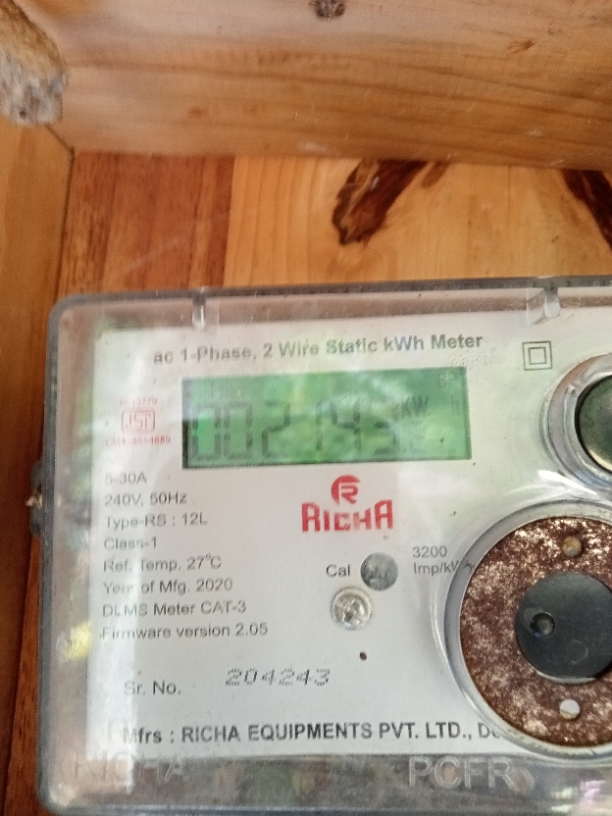 ac 1-Phase, 2 Wire Static kWh Meter
002143 kW h
5-30A
240V, 50Hz
Type-RS : 12L
Class-1
Ref. Temp. 27°C
Year of Mfg. 2020
DLMS Meter CAT-3
Firmware version 2.05
RICHA
Cal
3200
Imp/kWh
Sr. No. 204243
Mfrs : RICHA EQUIPMENTS PVT. LTD.,
RICHA PCFR